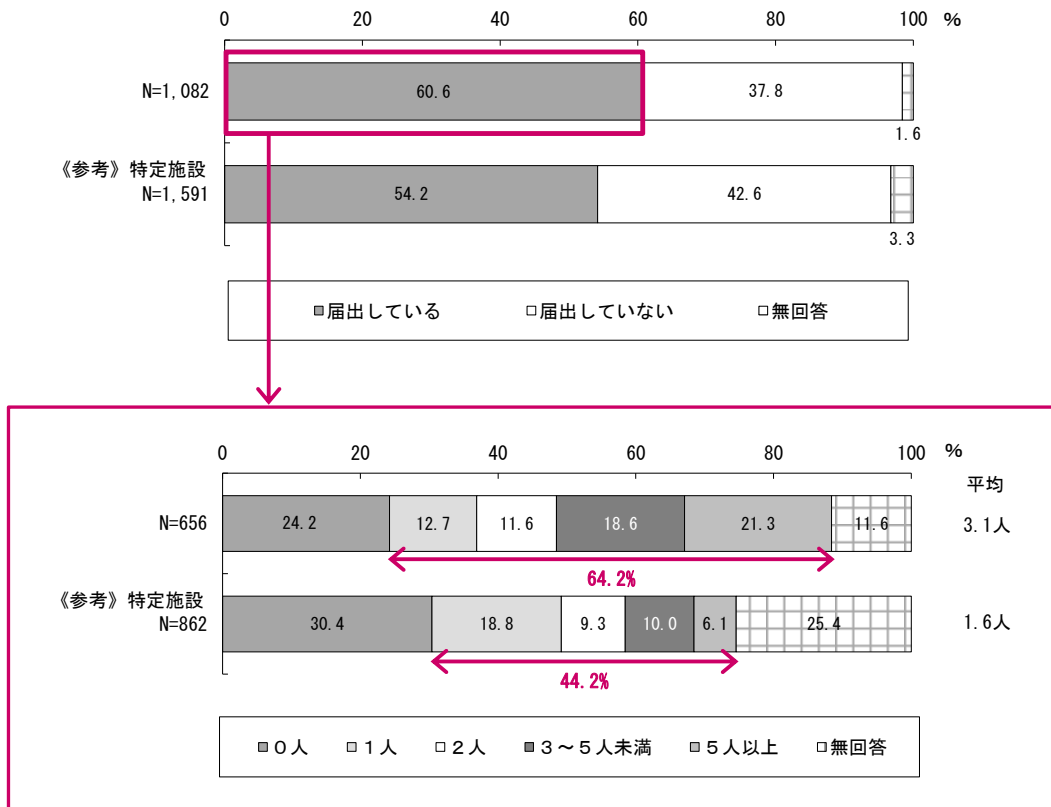 0 20 40 60 80 100 %
N=1,082 60.6 37.8
1.6
《参考》特定施設
N=1,591 54.2 42.6
3.3
■届出している □届出していない □無回答
0 20 40 60 80 100 %
平均
N=656 24.2 12.7 11.6 18.6 21.3 11.6 3.1人
64.2%
《参考》特定施設
N=862 30.4 18.8 9.3 10.0 6.1 25.4 1.6人
44.2%
■０人 □１人 □２人 ■３～５人未満 ■５人以上 □無回答